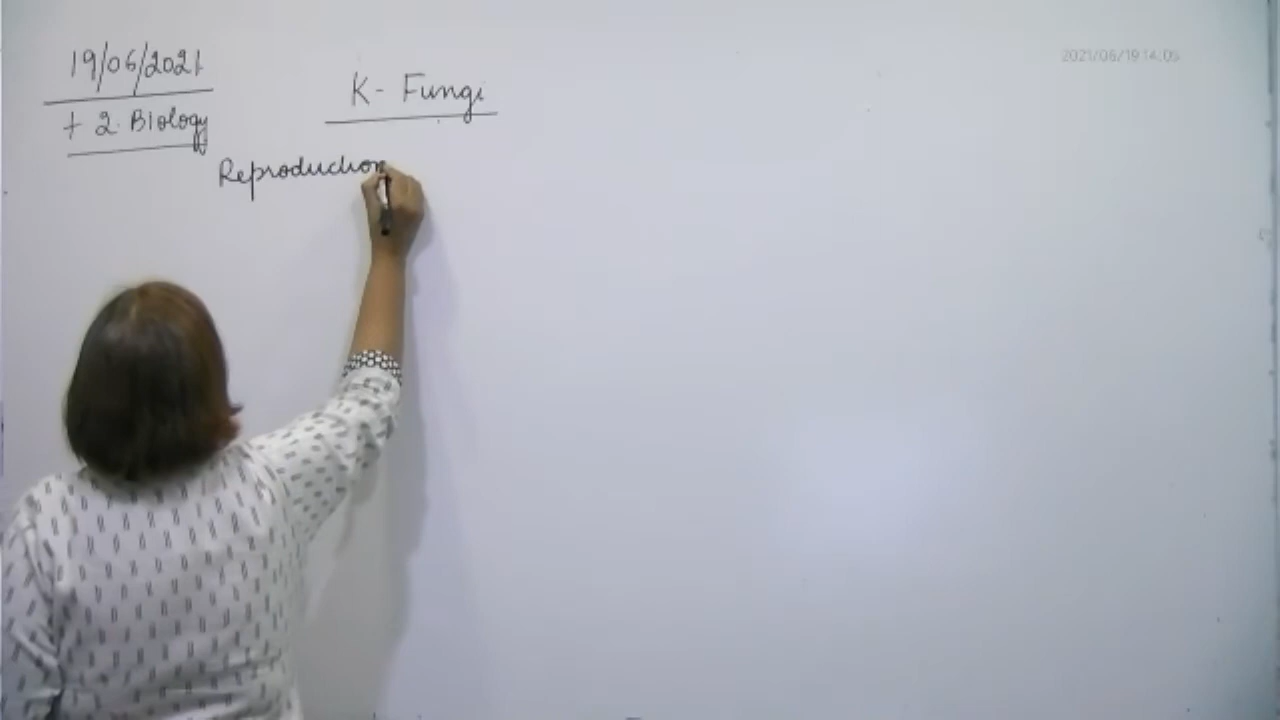 19/06/2021
+ 2. Biology
K- Fungi
Reproduction
2021/06/19 14:05